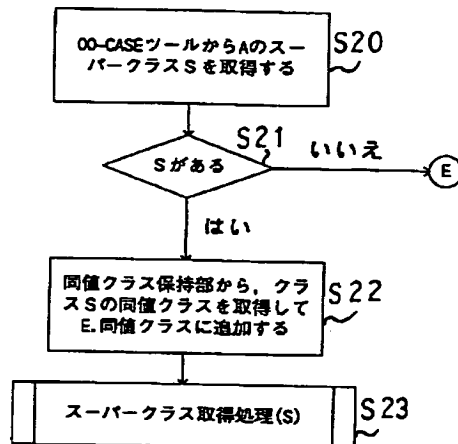 OO-CASEツールからAのスー
パークラスSを取得する
S20
S21
Sがある
いいえ
E
はい
同値クラス保持部から，クラ
スSの同値クラスを取得して
E.同値クラスに追加する
S22
スーパークラス取得処理(S)
S23